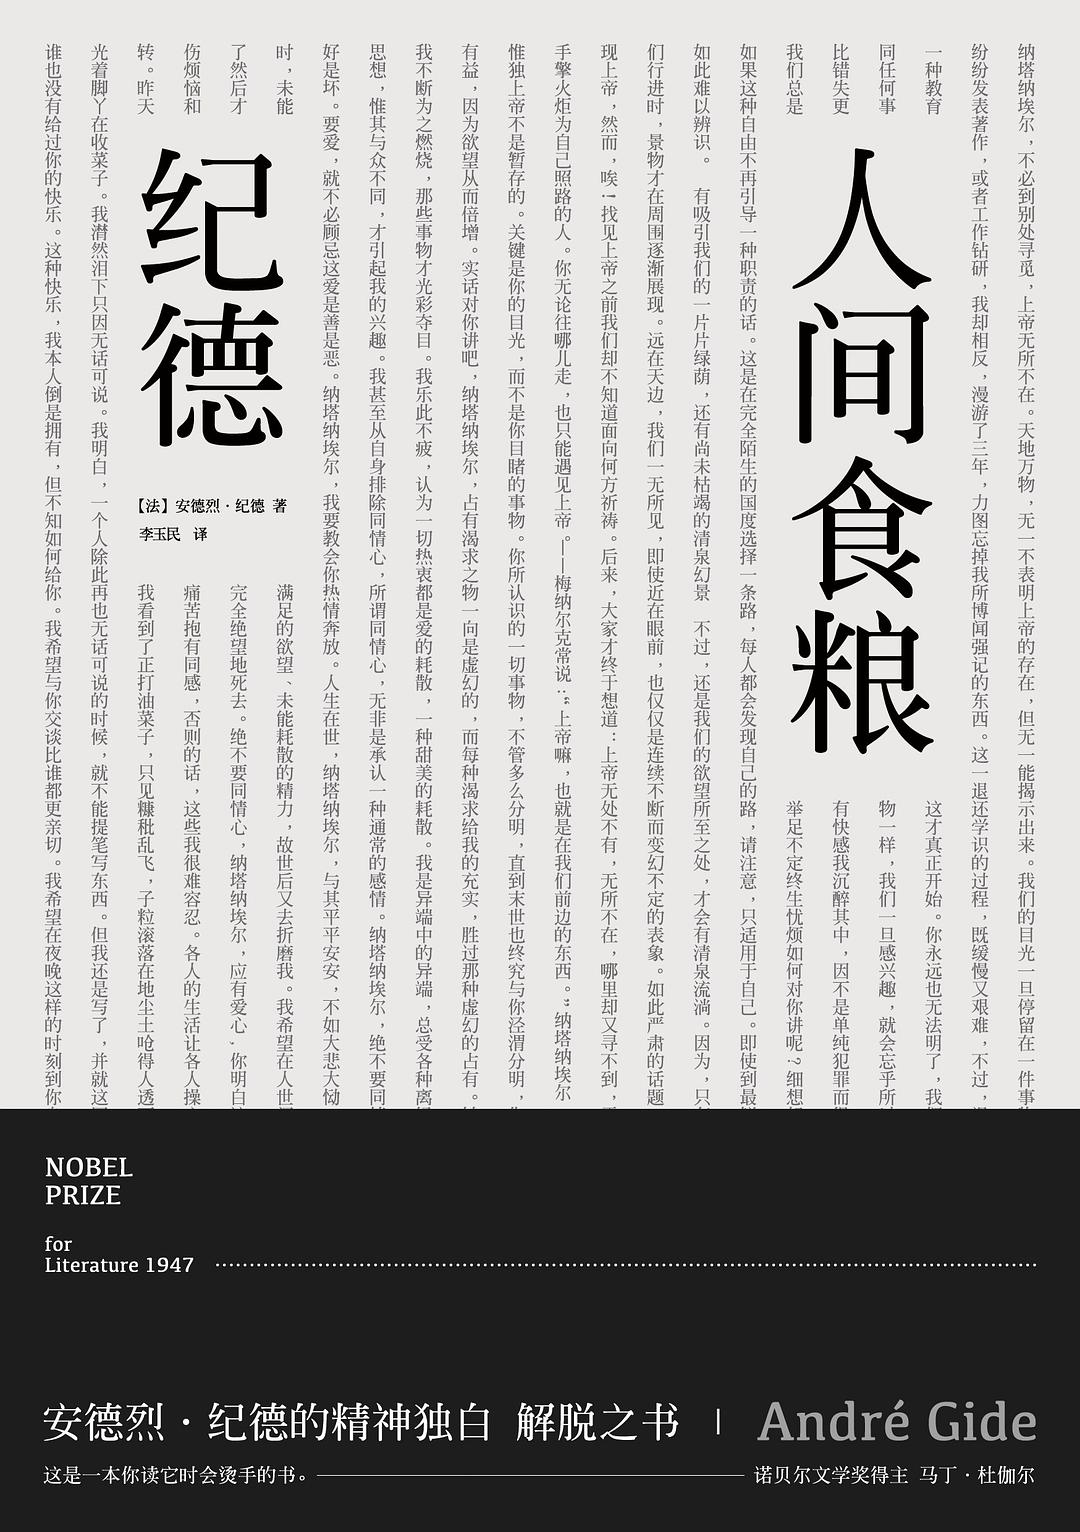 人间食粮
纪德
【法】安德烈·纪德 著
李玉民 译
纳塔纳埃尔，不必到别处寻觅，上帝无所不在。天地万物，无一不表明上帝的存在，但无一能揭示出来。我们的目光一旦停留在一件事
纷纷发表著作，或者工作钻研，我却相反，漫游了三年，力图忘掉我所博闻强记的东西。这一退还学识的过程，既缓慢又艰难，不过，
一种教育
这才真正开始。你永远也无法明了，我
同任何事
物一样，我们一旦感兴趣，就会忘乎所
比错失更
有快感我沉醉其中，因不是单纯犯罪而
我们总是
举足不定终生忧烦如何对你讲呢？细想
如果这种自由不再引导一种职责的话。这是在完全陌生的国度选择一条路，每人都会发现自己的路，请注意，只适用于自己。即使到最
如此难以辨识。 有吸引我们的一片片绿荫，还有尚未枯竭的清泉幻景 不过，还是我们的欲望所至之处，才会有清泉流淌。因为，只
们行进时，景物才在周围逐渐展现。远在天边，我们一无所见，即使近在眼前，也仅仅是连续不断而变幻不定的表象。如此严肃的话题
现上帝，然而，唉！找见上帝之前我们却不知道面向何方祈祷。后来，大家才终于想道：上帝无处不有，无所不在，哪里却又寻不到，
手擎火炬为自己照路的人。你无论往哪儿走，也只能遇见上帝。——梅纳尔克常说：“上帝嘛，也就是在我们前边的东西。”纳塔纳埃尔
惟独上帝不是暂存的。关键是你的目光，而不是你目睹的事物。你所认识的一切事物，不管多么分明，直到末世也终究与你泾渭分明，
有益，因为欲望从而倍增。实话对你讲吧，纳塔纳埃尔，占有渴求之物一向是虚幻的，而每种渴求给我的充实，胜过那种虚幻的占有。
我不断为之燃烧，那些事物才光彩夺目。我乐此不疲，认为一切热衷都是爱的耗散，一种甜美的耗散。我是异端中的异端，总受各种离
思想，惟其与众不同，才引起我的兴趣。我甚至从自身排除同情心，所谓同情心，无非是承认一种通常的感情。纳塔纳埃尔，绝不要同
好是坏。要爱，就不必顾忌这爱是善是恶。纳塔纳埃尔，我要教会你热情奔放。人生在世，纳塔纳埃尔，与其平平安安，不如大悲大恸
时，未能
满足的欲望、未能耗散的精力，故世后又去折磨我。我希望在人世
了然后才
完全绝望地死去。绝不要同情心，纳塔纳埃尔，应有爱心。你明白
伤烦恼和
痛苦抱有同感，否则的话，这些我很难容忍。各人的生活让各人操
转。昨天
我看到了正打油菜子，只见糠秕乱飞，子粒滚落在地尘土呛得人透
光着脚丫在收菜子。我潸然泪下只因无话可说。我明白，一个人除此再也无话可说的时候，就不能提笔写东西。但我还是写了，并就这
谁也没有给过你的快乐。这种快乐，我本人倒是拥有，但不知如何给你。我希望与你交谈比谁都更亲切。我希望在夜晚这样的时刻到你
NOBEL
PRIZE
for
Literature 1947
安德烈·纪德的精神独白 解脱之书 | André Gide
这是一本你读它时会烫手的书。 诺贝尔文学奖得主 马丁·杜伽尔